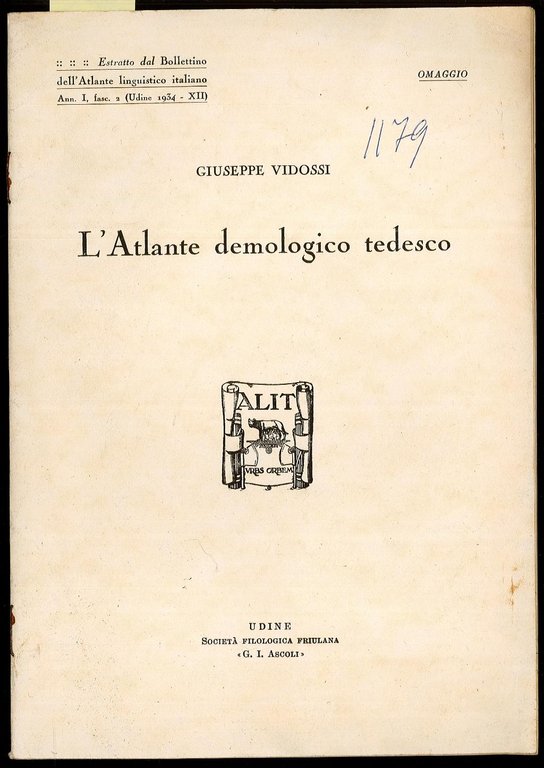 :: :: :: Estratto dal Bollettino
dell'Atlante linguistico italiano
Ann. I, fasc. 2 (Udine 1934 - XII)
OMAGGIO
1179
GIUSEPPE VIDOSSI
L'Atlante demologico tedesco
ALIT
VRBS ORBEM
UDINE
SOCIETÀ FILOLOGICA FRIULANA
«G. I. ASCOLI»